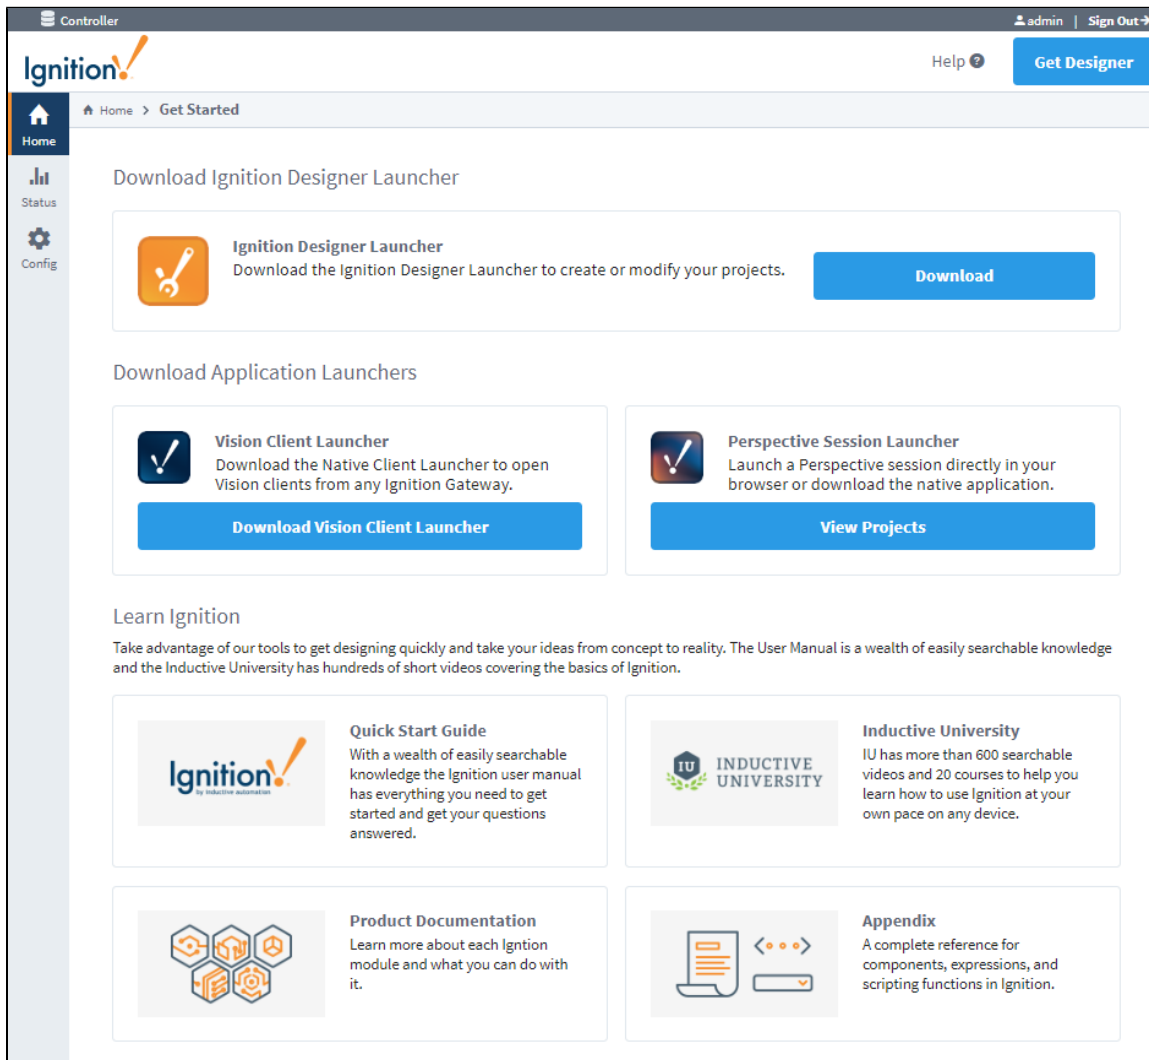 Controller
admin | Sign Out
Ignition
Help
Get Designer
Home
Status
Config
Home > Get Started
Download Ignition Designer Launcher
Ignition Designer Launcher
Download the Ignition Designer Launcher to create or modify your projects.
Download
Download Application Launchers
Vision Client Launcher
Download the Native Client Launcher to open
Vision clients from any Ignition Gateway.
Download Vision Client Launcher
Perspective Session Launcher
Launch a Perspective session directly in your
browser or download the native application.
View Projects
Learn Ignition
Take advantage of our tools to get designing quickly and take your ideas from concept to reality. The User Manual is a wealth of easily searchable knowledge
and the Inductive University has hundreds of short videos covering the basics of Ignition.
Ignition
by inductive automation
Quick Start Guide
With a wealth of easily searchable
knowledge the Ignition user manual
has everything you need to get
started and get your questions
answered.
IU
INDUCTIVE
UNIVERSITY
Inductive University
IU has more than 600 searchable
videos and 20 courses to help you
learn how to use Ignition at your
own pace on any device.
Product Documentation
Learn more about each Igntion
module and what you can do with
it.
Appendix
A complete reference for
components, expressions, and
scripting functions in Ignition.